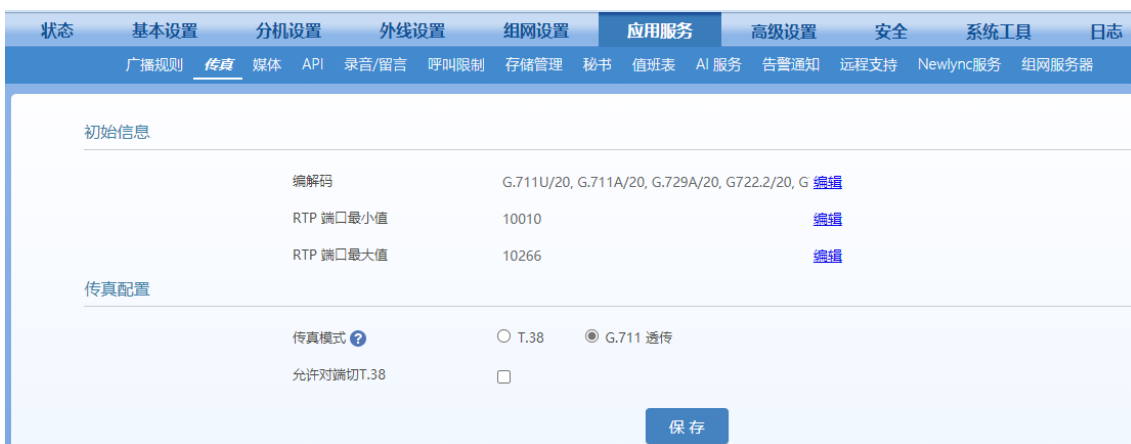 状态 基本设置 分机设置 外线设置 组网设置 应用服务 高级设置 安全 系统工具 日志
广播规则 传真 媒体 API 录音/留言 呼叫限制 存储管理 秘书 值班表 AI 服务 告警通知 远程支持 Newlync服务 组网服务器
初始信息
编解码 G.711U/20, G.711A/20, G.729A/20, G722.2/20, G 编辑
RTP 端口最小值 10010 编辑
RTP 端口最大值 10266 编辑
传真配置
传真模式 ? T.38 G.711 透传
允许对端切T.38
保存